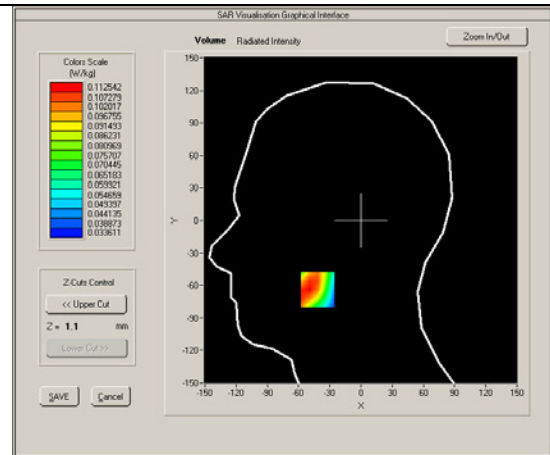 SAR Visualisation Graphical Interface
Volume Radiated Intensity
Zoom In/Out
Colors Scale
(W/kg)
0.112542
0.107279
0.102017
0.096755
0.091493
0.086231
0.080969
0.075707
0.070445
0.065183
0.059921
0.054659
0.049397
0.044135
0.038873
0.033611
Z-Cuts Control
<< Upper Cut
Z = 1.1 mm
Lower Cut >>
SAVE Cancel
150
120
90
60
30
0
-30
-60
-90
-120
-150
Y
-150 -120 -90 -60 -30 0 30 60 90 120 150
X